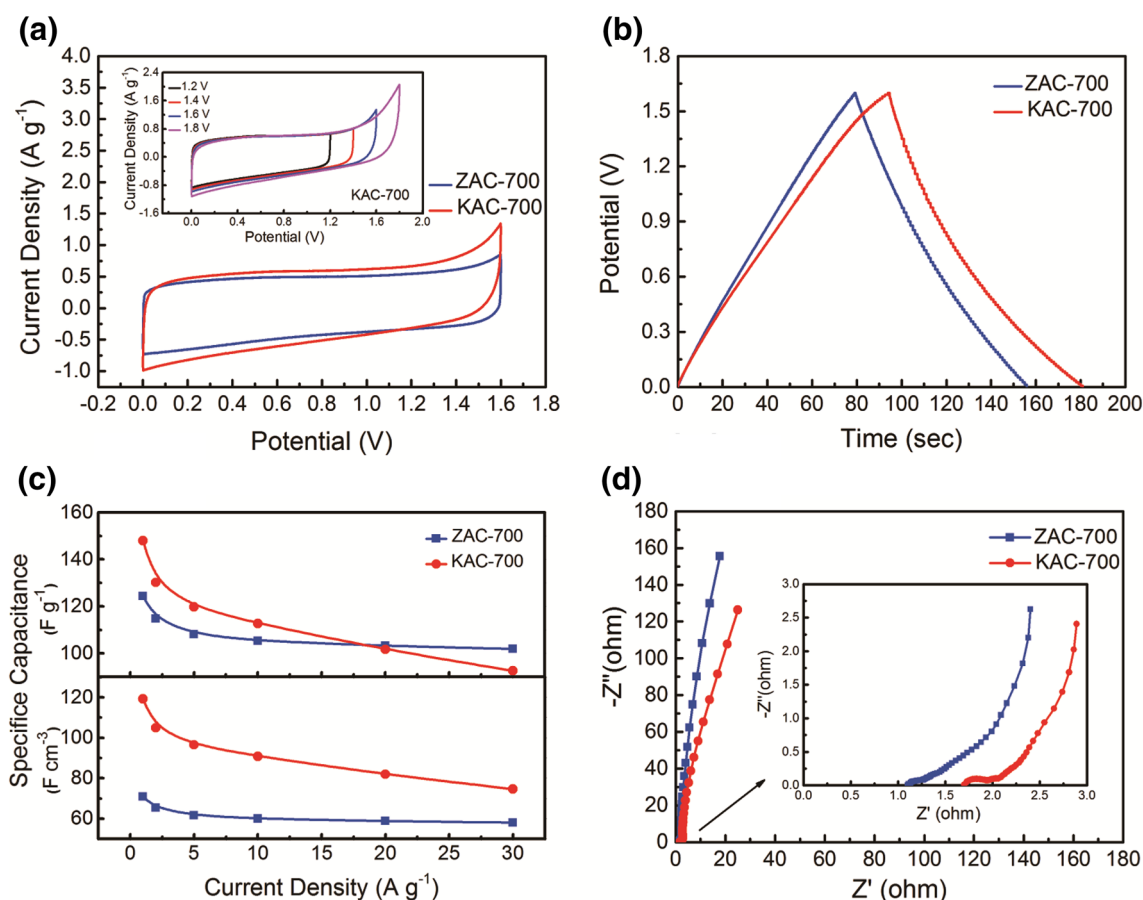 (a)
4.0
3.5
3.0
2.5
2.0
1.5
1.0
0.5
0.0
-0.5
-1.0
Current Density (A g⁻¹)
-0.2 0.0 0.2 0.4 0.6 0.8 1.0 1.2 1.4 1.6 1.8
Potential (V)
ZAC-700
KAC-700
2.4
1.6
0.8
0.0
-0.8
-1.6
Current Density (A g⁻¹)
1.2 V
1.4 V
1.6 V
1.8 V
KAC-700
0.0 0.4 0.8 1.2 1.6 2.0
Potential (V)
(b)
1.8
1.5
1.2
0.9
0.6
0.3
0.0
Potential (V)
ZAC-700
KAC-700
0 20 40 60 80 100 120 140 160 180 200
Time (sec)
(c)
160
140
120
100
120
100
80
60
Specifice Capacitance
(F g⁻¹)
(F cm⁻³)
ZAC-700
KAC-700
0 5 10 15 20 25 30
Current Density (A g⁻¹)
(d)
180
160
140
120
100
80
60
40
20
0
-Z''(ohm)
ZAC-700
KAC-700
0 20 40 60 80 100 120 140 160 180
Z' (ohm)
3.0
2.5
2.0
1.5
1.0
0.5
0.0
-Z''(ohm)
0.0 0.5 1.0 1.5 2.0 2.5 3.0
Z' (ohm)